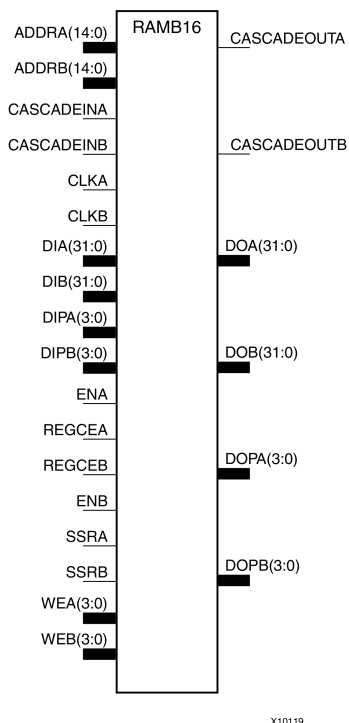 RAMB16
ADDRA(14:0)
ADDRB(14:0)
CASCADEINA
CASCADEINB
CLKA
CLKB
DIA(31:0)
DIB(31:0)
DIPA(3:0)
DIPB(3:0)
ENA
REGCEA
REGCEB
ENB
SSRA
SSRB
WEA(3:0)
WEB(3:0)
CASCADEOUTA
CASCADEOUTB
DOA(31:0)
DOB(31:0)
DOPA(3:0)
DOPB(3:0)
X10119